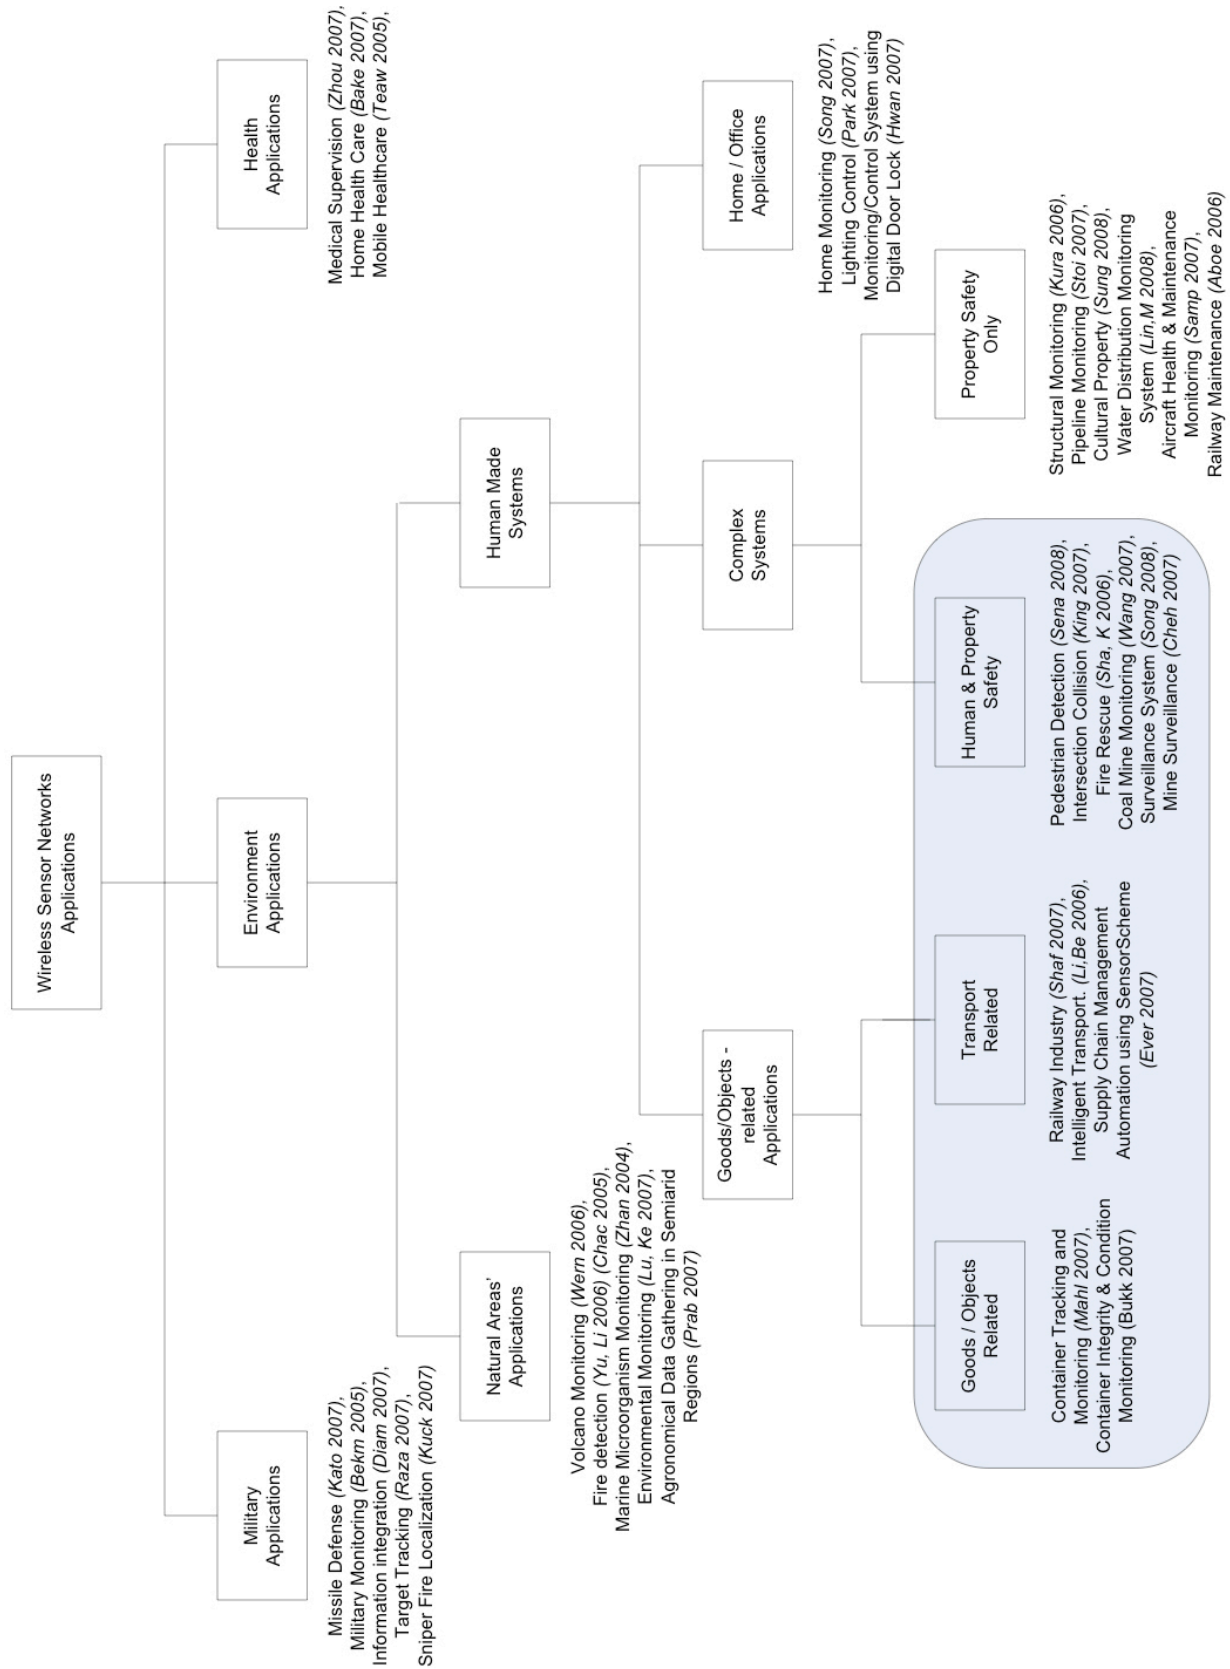 Wireless Sensor Networks
Applications
Military
Applications
Missile Defense (Kato 2007),
Military Monitoring (Bekm 2005),
Information integration (Diam 2007),
Target Tracking (Raza 2007),
Sniper Fire Localization (Kuck 2007)
Environment
Applications
Health
Applications
Medical Supervision (Zhou 2007),
Home Health Care (Bake 2007),
Mobile Healthcare (Teaw 2005),
Natural Areas'
Applications
Volcano Monitoring (Wern 2006),
Fire detection (Yu, Li 2006) (Chac 2005),
Marine Microorganism Monitoring (Zhan 2004),
Environmental Monitoring (Lu, Ke 2007),
Agronomical Data Gathering in Semiarid
Regions (Prab 2007)
Human Made
Systems
Goods/Objects -
related
Applications
Complex
Systems
Home / Office
Applications
Home Monitoring (Song 2007),
Lighting Control (Park 2007),
Monitoring/Control System using
Digital Door Lock (Hwan 2007)
Goods / Objects
Related
Container Tracking and
Monitoring (Mahl 2007),
Container Integrity & Condition
Monitoring (Bukk 2007)
Transport
Related
Railway Industry (Shaf 2007),
Intelligent Transport. (Li,Be 2006),
Supply Chain Management
Automation using SensorScheme
(Ever 2007)
Human & Property
Safety
Pedestrian Detection (Sena 2008),
Intersection Collision (King 2007),
Fire Rescue (Sha, K 2006),
Coal Mine Monitoring (Wang 2007),
Surveillance System (Song 2008),
Mine Surveillance (Cheh 2007)
Property Safety
Only
Structural Monitoring (Kura 2006),
Pipeline Monitoring (Stoi 2007),
Cultural Property (Sung 2008),
Water Distribution Monitoring
System (Lin,M 2008),
Aircraft Health & Maintenance
Monitoring (Samp 2007),
Railway Maintenance (Aboe 2006)